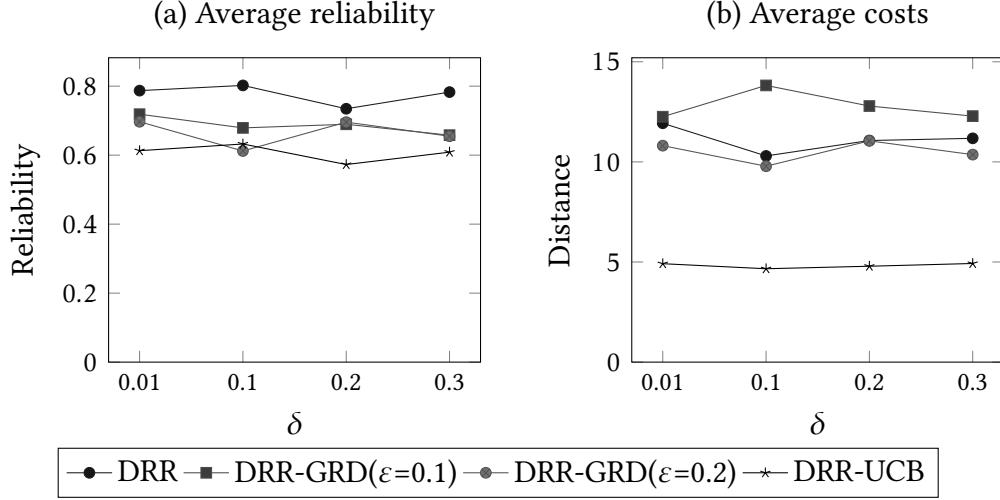 (a) Average reliability
0.8
0.6
0.4
0.2
0
Reliability
0.01 0.1 0.2 0.3
δ
(b) Average costs
15
10
5
0
Distance
0.01 0.1 0.2 0.3
δ
DRR DRR-GRD(ε=0.1) DRR-GRD(ε=0.2) DRR-UCB